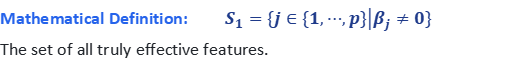 Mathematical Definition: S₁ = {j ∈ {1, ⋯, p}|βⱼ ≠ 0}
The set of all truly effective features.